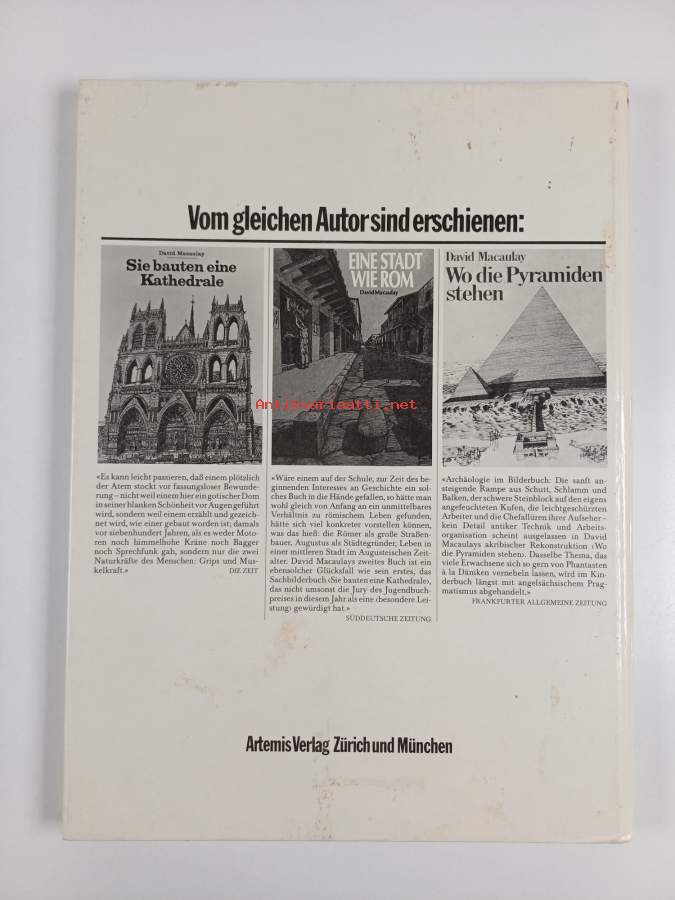 Vom gleichen Autor sind erschienen:
David Macaulay
Sie bauten eine
Kathedrale
«Es kann leicht passieren, daß einem plötzlich
der Atem stockt vor fassungsloser Bewunde-
rung – nicht weil einem hier ein gotischer Dom
in seiner blanken Schönheit vor Augen geführt
wird, sondern weil einem erzählt und gezeich-
net wird, wie einer gebaut worden ist; damals
vor siebenhundert Jahren, als es weder Moto-
ren noch himmelhohe Kräne noch Bagger
noch Sprechfunk gab, sondern nur die zwei
Naturkräfte des Menschen: Grips und Mus-
kelkraft.» DIE ZEIT
EINE STADT
WIE ROM
David Macaulay
«Wäre einem auf der Schule, zur Zeit des be-
ginnenden Interesses an Geschichte ein sol-
ches Buch in die Hände gefallen, so hätte man
wohl gleich von Anfang an ein unmittelbares
Verhältnis zu römischem Leben gefunden,
hätte sich viel konkreter vorstellen können,
was das hieß: die Römer als große Straßen-
bauer, Augustus als Städtegründer, Leben in
einer mittleren Stadt im Augusteischen Zeit-
alter. David Macaulays zweites Buch ist ein
ebensolcher Glücksfall wie sein erstes, das
Sachbilderbuch ‹Sie bauten eine Kathedrale›,
das nicht umsonst die Jury des Jugendbuch-
preises in diesem Jahr als eine ‹besondere Lei-
stung› gewürdigt hat.»
SÜDDEUTSCHE ZEITUNG
David Macaulay
Wo die Pyramiden
stehen
«Archäologie im Bilderbuch: Die sanft an-
steigende Rampe aus Schutt, Schlamm und
Balken, der schwere Steinblock auf den eigens
angefeuchteten Kufen, die leichtgeschürzten
Arbeiter und die Chefallüren ihrer Aufseher –
kein Detail antiker Technik und Arbeits-
organisation scheint ausgelassen in David
Macaulays akribischer Rekonstruktion ‹Wo
die Pyramiden stehen›. Dasselbe Thema, das
viele Erwachsene sich so gern von Phantasten
à la Däniken vernebeln lassen, wird im Kin-
derbuch längst mit angelsächsischem Prag-
matismus abgehandelt.»
FRANKFURTER ALLGEMEINE ZEITUNG
Artemis Verlag Zürich und München
Antikvariaatti.net